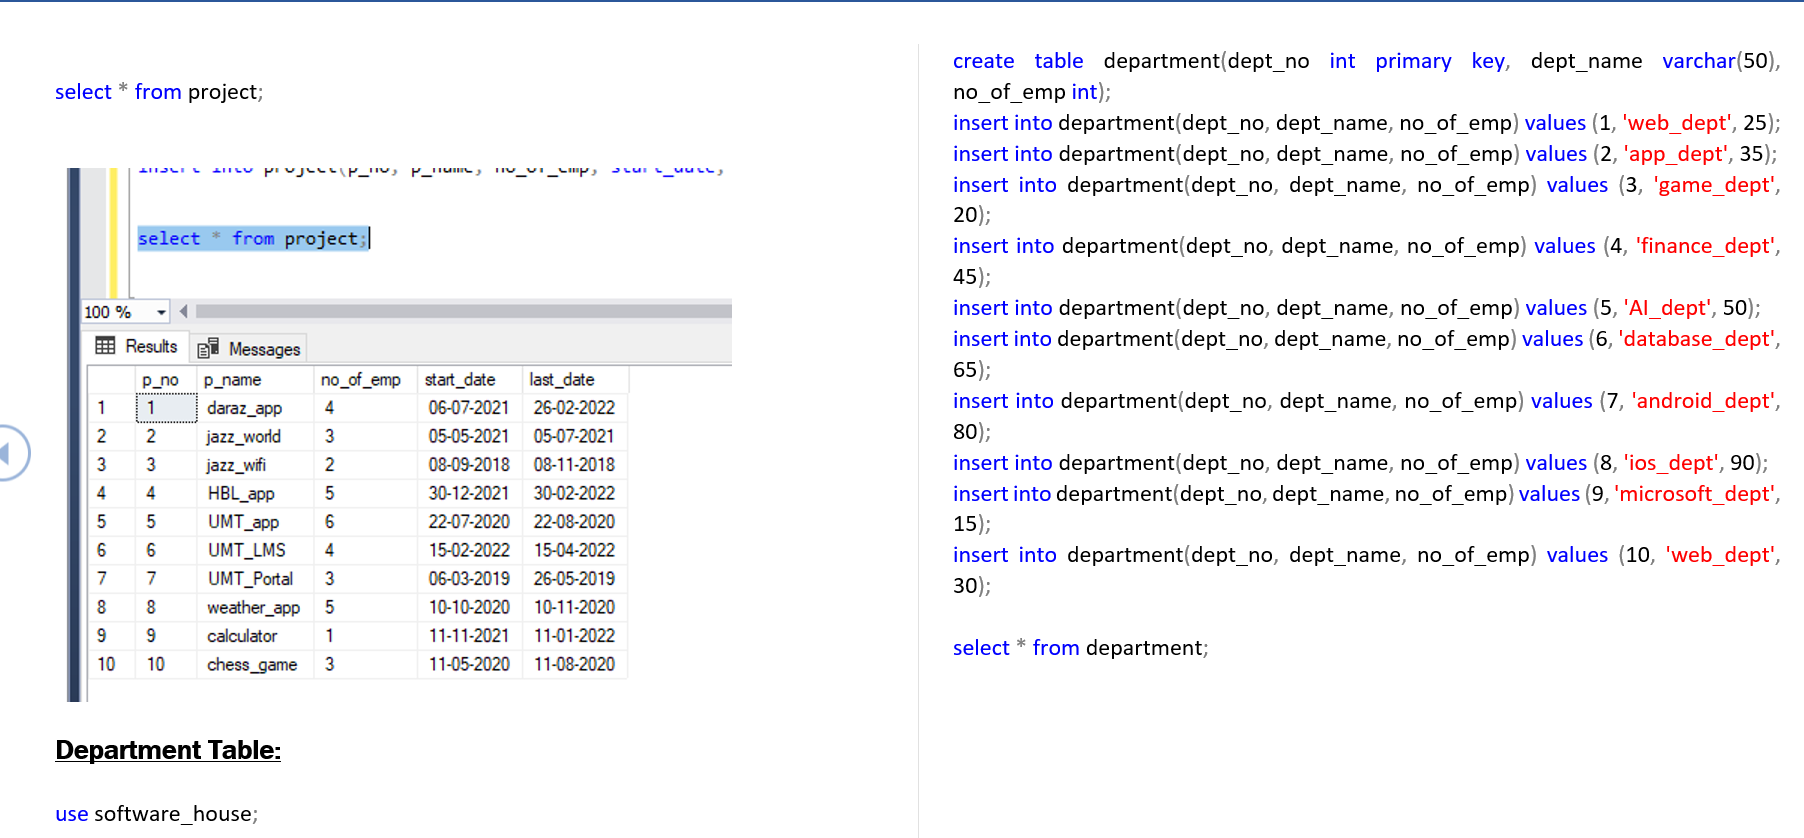 select * from project;
insert into project(p_no, p_name, no_of_emp, start_date,
select * from project;
100 %
Results Messages
p_no p_name no_of_emp start_date last_date
1 1 daraz_app 4 06-07-2021 26-02-2022
2 2 jazz_world 3 05-05-2021 05-07-2021
3 3 jazz_wifi 2 08-09-2018 08-11-2018
4 4 HBL_app 5 30-12-2021 30-02-2022
5 5 UMT_app 6 22-07-2020 22-08-2020
6 6 UMT_LMS 4 15-02-2022 15-04-2022
7 7 UMT_Portal 3 06-03-2019 26-05-2019
8 8 weather_app 5 10-10-2020 10-11-2020
9 9 calculator 1 11-11-2021 11-01-2022
10 10 chess_game 3 11-05-2020 11-08-2020
Department Table:
use software_house;
create table department(dept_no int primary key, dept_name varchar(50),
no_of_emp int);
insert into department(dept_no, dept_name, no_of_emp) values (1, 'web_dept', 25);
insert into department(dept_no, dept_name, no_of_emp) values (2, 'app_dept', 35);
insert into department(dept_no, dept_name, no_of_emp) values (3, 'game_dept',
20);
insert into department(dept_no, dept_name, no_of_emp) values (4, 'finance_dept',
45);
insert into department(dept_no, dept_name, no_of_emp) values (5, 'AI_dept', 50);
insert into department(dept_no, dept_name, no_of_emp) values (6, 'database_dept',
65);
insert into department(dept_no, dept_name, no_of_emp) values (7, 'android_dept',
80);
insert into department(dept_no, dept_name, no_of_emp) values (8, 'ios_dept', 90);
insert into department(dept_no, dept_name, no_of_emp) values (9, 'microsoft_dept',
15);
insert into department(dept_no, dept_name, no_of_emp) values (10, 'web_dept',
30);
select * from department;